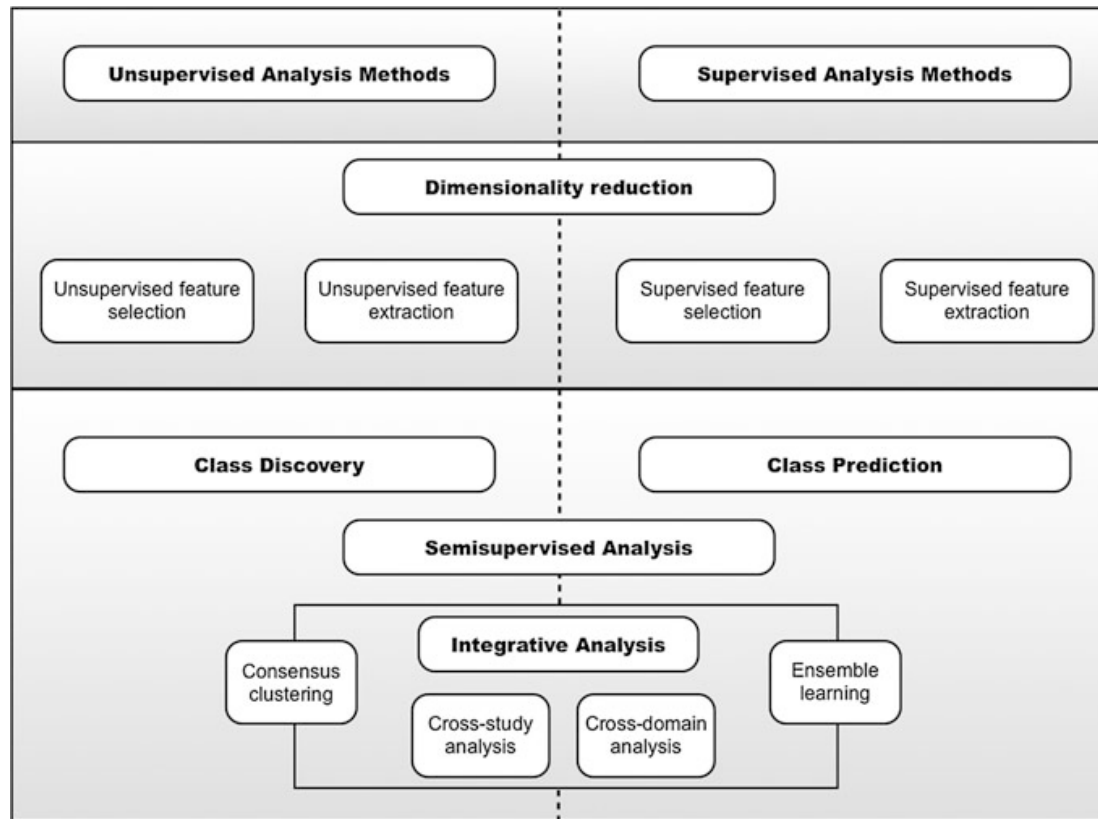 Unsupervised Analysis Methods
Supervised Analysis Methods
Dimensionality reduction
Unsupervised feature
selection
Unsupervised feature
extraction
Supervised feature
selection
Supervised feature
extraction
Class Discovery
Class Prediction
Semisupervised Analysis
Integrative Analysis
Consensus
clustering
Ensemble
learning
Cross-study
analysis
Cross-domain
analysis